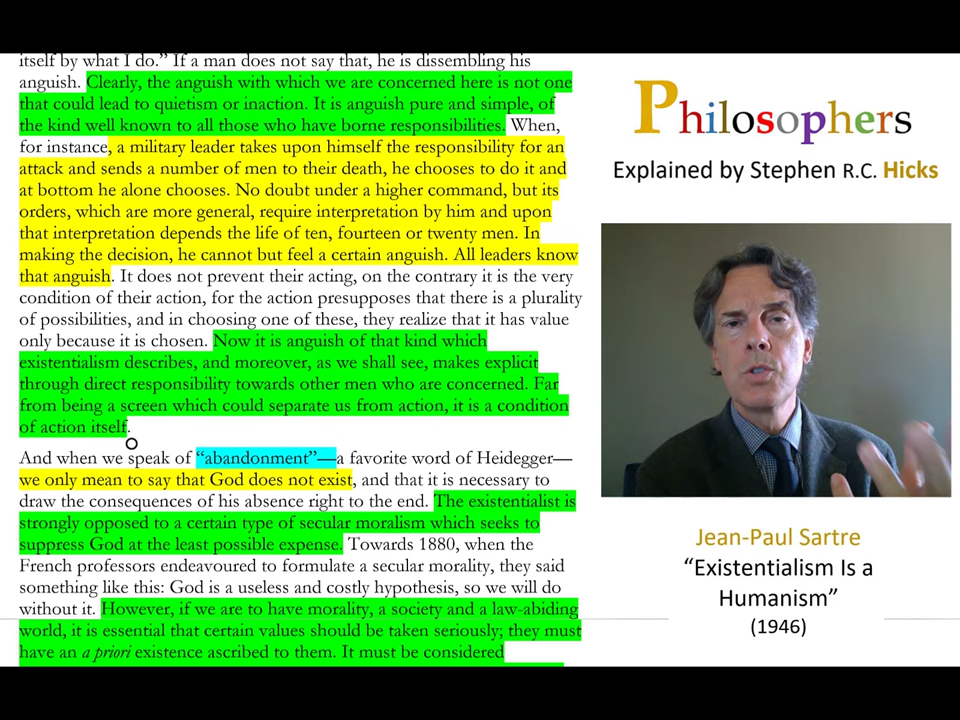 itself by what I do.” If a man does not say that, he is dissembling his
anguish. Clearly, the anguish with which we are concerned here is not one
that could lead to quietism or inaction. It is anguish pure and simple, of
the kind well known to all those who have borne responsibilities. When,
for instance, a military leader takes upon himself the responsibility for an
attack and sends a number of men to their death, he chooses to do it and
at bottom he alone chooses. No doubt under a higher command, but its
orders, which are more general, require interpretation by him and upon
that interpretation depends the life of ten, fourteen or twenty men. In
making the decision, he cannot but feel a certain anguish. All leaders know
that anguish. It does not prevent their acting, on the contrary it is the very
condition of their action, for the action presupposes that there is a plurality
of possibilities, and in choosing one of these, they realize that it has value
only because it is chosen. Now it is anguish of that kind which
existentialism describes, and moreover, as we shall see, makes explicit
through direct responsibility towards other men who are concerned. Far
from being a screen which could separate us from action, it is a condition
of action itself.
And when we speak of “abandonment”—a favorite word of Heidegger—
we only mean to say that God does not exist, and that it is necessary to
draw the consequences of his absence right to the end. The existentialist is
strongly opposed to a certain type of secular moralism which seeks to
suppress God at the least possible expense. Towards 1880, when the
French professors endeavoured to formulate a secular morality, they said
something like this: God is a useless and costly hypothesis, so we will do
without it. However, if we are to have morality, a society and a law-abiding
world, it is essential that certain values should be taken seriously; they must
have an a priori existence ascribed to them. It must be considered
Philosophers
Explained by Stephen R.C. Hicks
Jean-Paul Sartre
“Existentialism Is a
Humanism”
(1946)